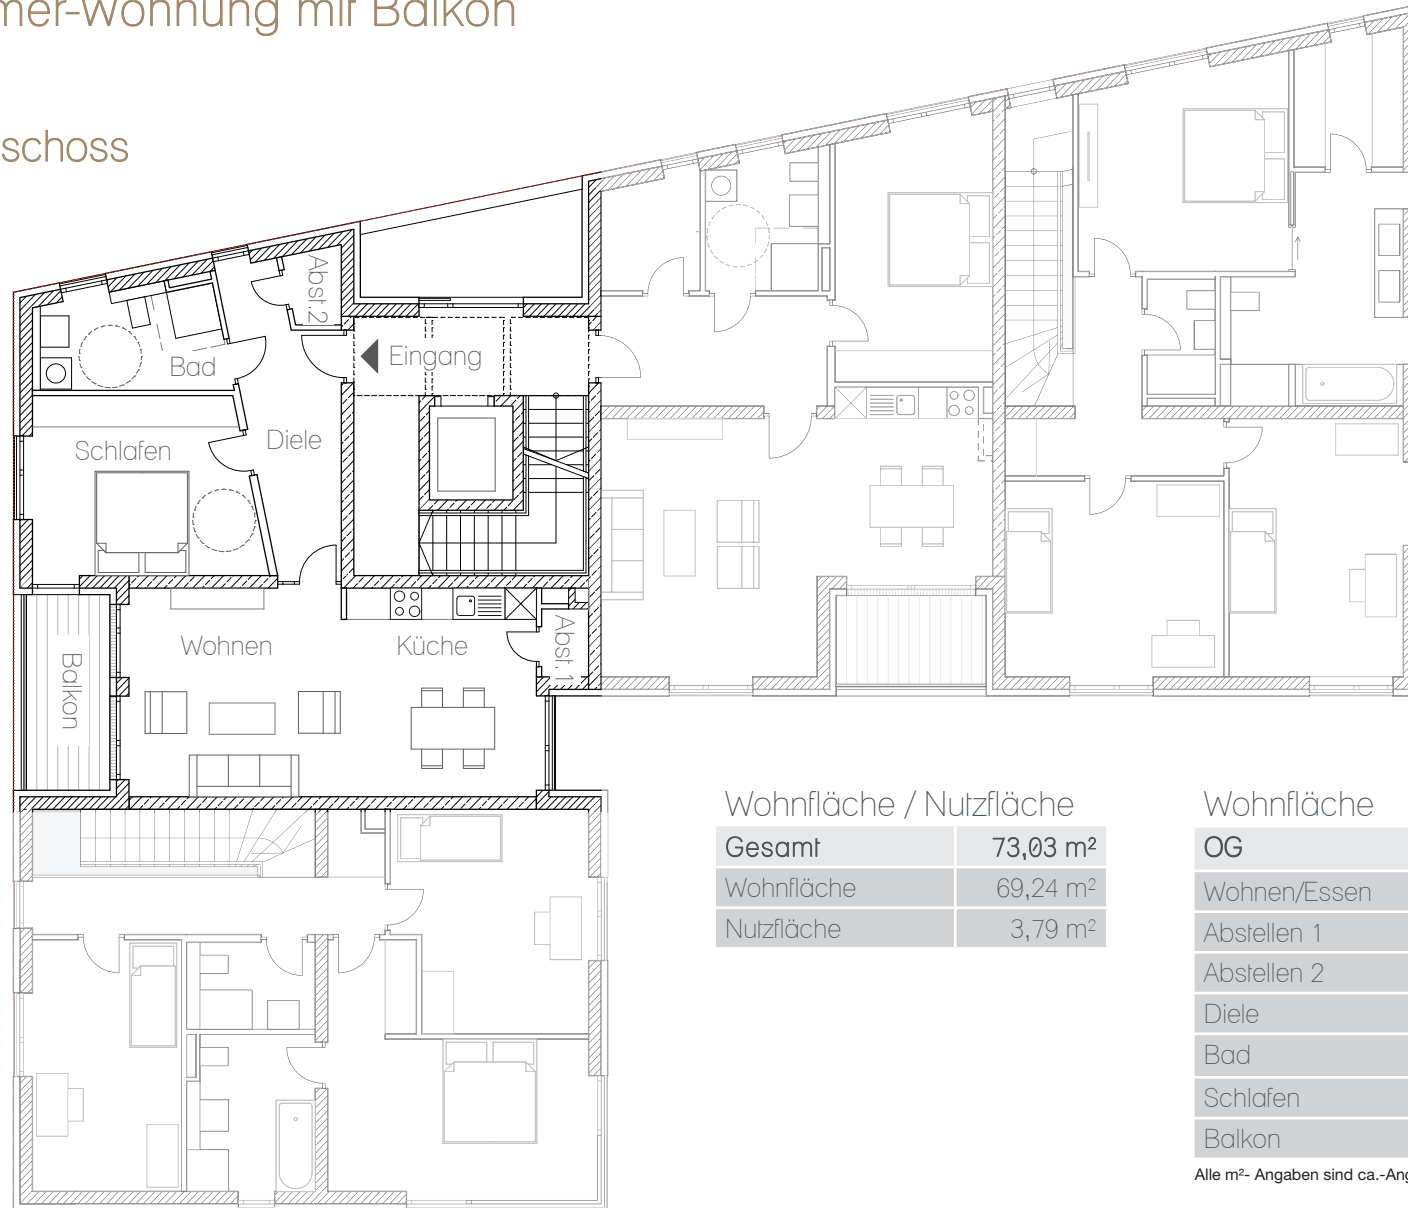 mer-Wohnung mit Balkon
schoss
Abst.2
Eingang
Bad
Diele
Schlafen
Wohnen
Küche
Abst. 1
Balkon
Wohnfläche / Nutzfläche
Gesamt 73,03 m²
Wohnfläche 69,24 m²
Nutzfläche 3,79 m²
Wohnfläche
OG
Wohnen/Essen
Abstellen 1
Abstellen 2
Diele
Bad
Schlafen
Balkon
Alle m²- Angaben sind ca.-Ang